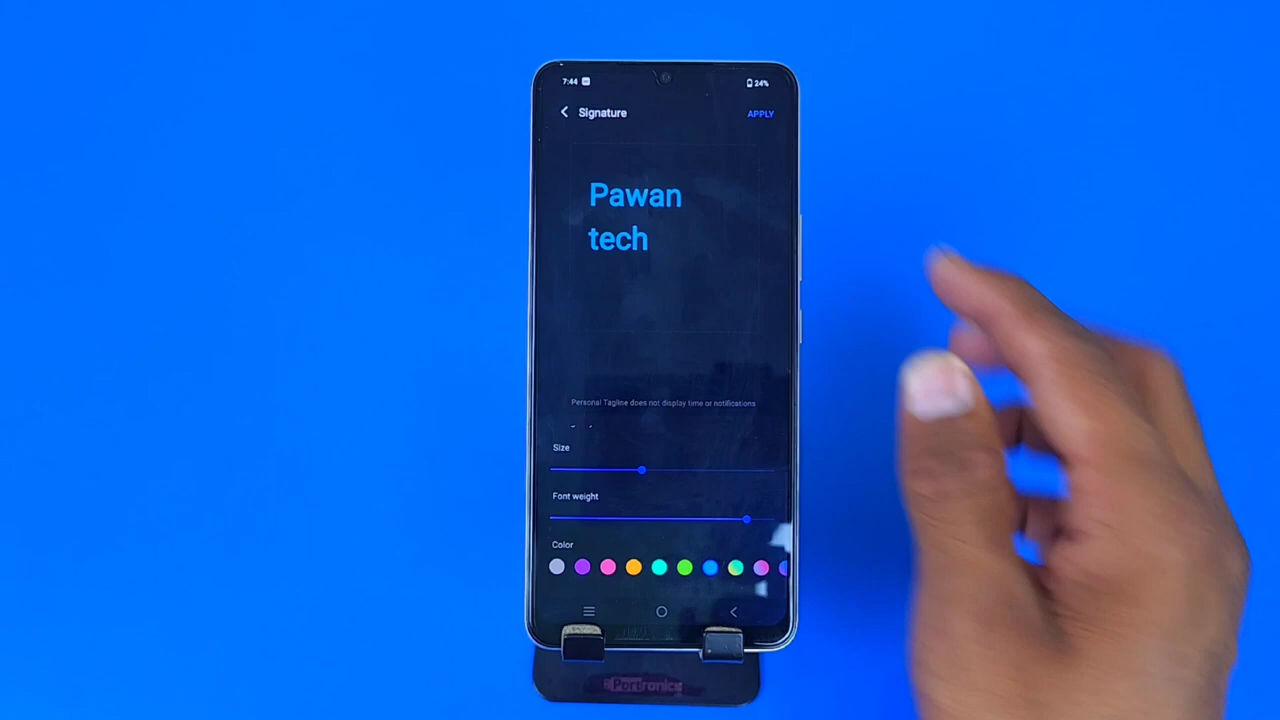 7:44
24%
Signature
APPLY
Pawan
tech
Personal Tagline does not display time or notifications
Size
Font weight
Color
Portronics